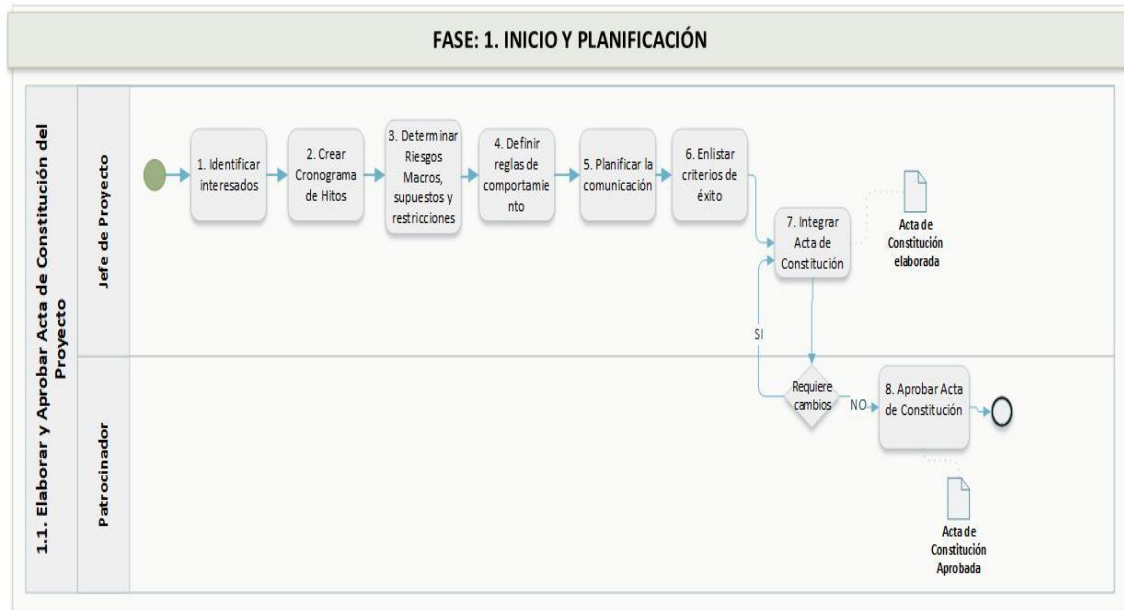 FASE: 1. INICIO Y PLANIFICACIÓN
1.1. Elaborar y Aprobar Acta de Constitución del
Proyecto
Jefe de Proyecto
1. Identificar
interesados
2. Crear
Cronograma
de Hitos
3. Determinar
Riesgos
Macros,
supuestos y
restricciones
4. Definir
reglas de
comportamie
nto
5. Planificar la
comunicación
6. Enlistar
criterios de
éxito
7. Integrar
Acta de
Constitución
Acta de
Constitución
elaborada
SI
Patrocinador
Requiere
cambios
NO
8. Aprobar Acta
de Constitución
Acta de
Constitución
Aprobada